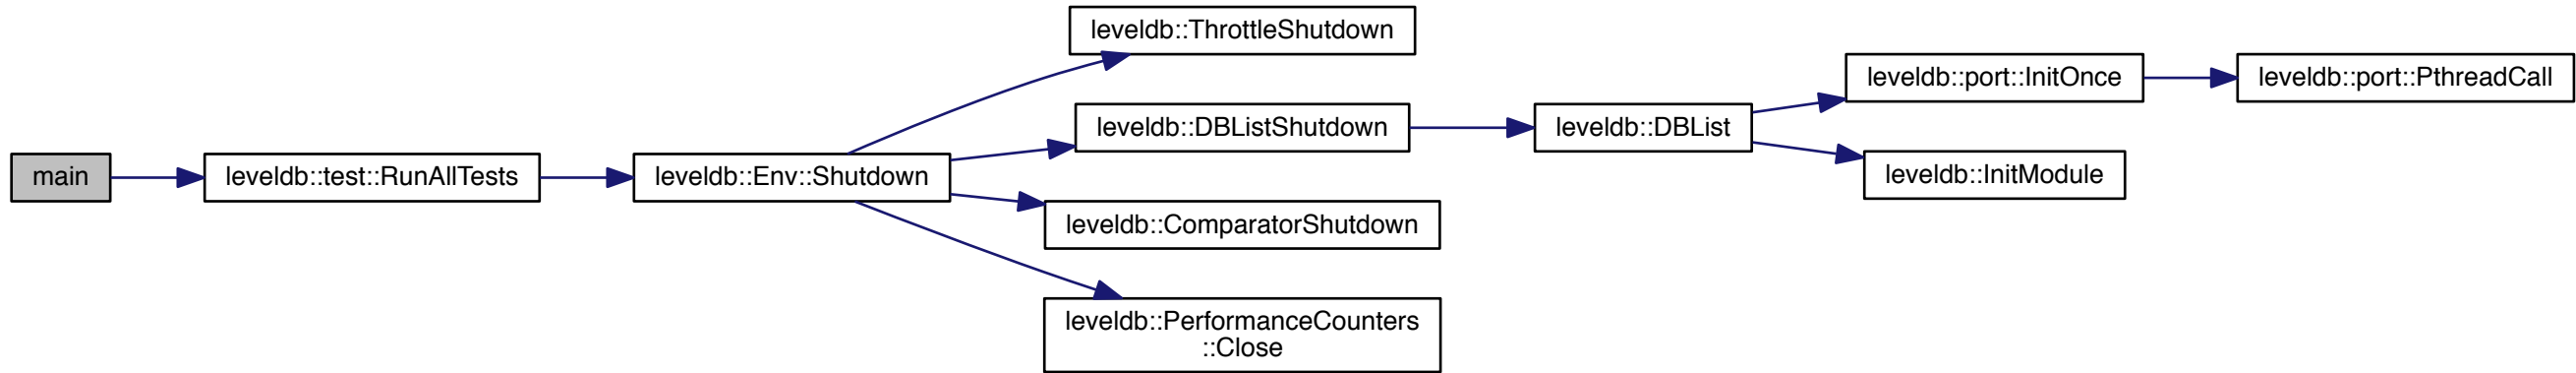 main
leveldb::test::RunAllTests
leveldb::Env::Shutdown
leveldb::ThrottleShutdown
leveldb::DBListShutdown
leveldb::ComparatorShutdown
leveldb::PerformanceCounters
::Close
leveldb::DBList
leveldb::port::InitOnce
leveldb::InitModule
leveldb::port::PthreadCall